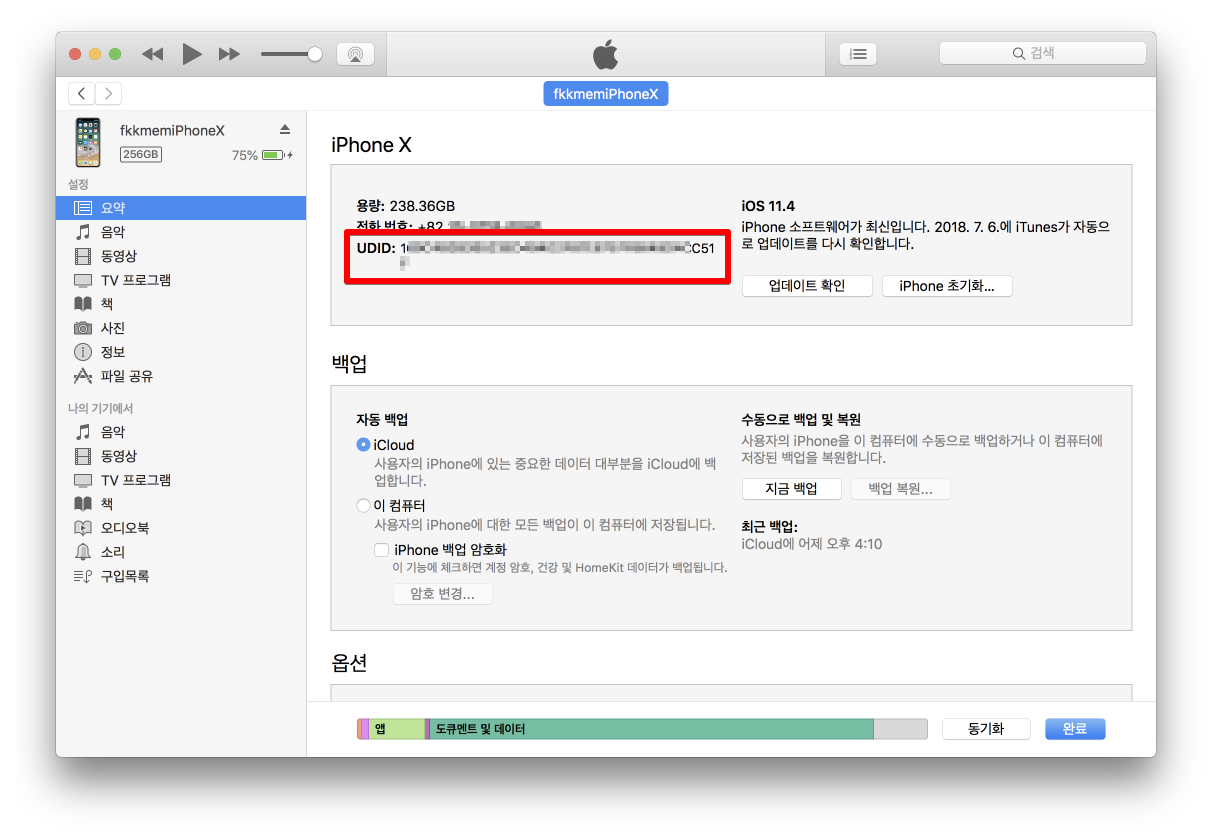 검색
fkkmemiPhoneX
fkkmemiPhoneX
256GB
75%
설정
요약
음악
동영상
TV 프로그램
책
사진
정보
파일 공유
나의 기기에서
음악
동영상
TV 프로그램
책
오디오북
소리
구입목록
iPhone X
용량: 238.36GB
전화 번호: +82
UDID: 1 CC51
iOS 11.4
iPhone 소프트웨어가 최신입니다. 2018. 7. 6.에 iTunes가 자동으
로 업데이트를 다시 확인합니다.
업데이트 확인
iPhone 초기화...
백업
자동 백업
iCloud
사용자의 iPhone에 있는 중요한 데이터 대부분을 iCloud에 백
업합니다.
이 컴퓨터
사용자의 iPhone에 대한 모든 백업이 이 컴퓨터에 저장됩니다.
iPhone 백업 암호화
이 기능에 체크하면 계정 암호, 건강 및 HomeKit 데이터가 백업됩니다.
암호 변경...
수동으로 백업 및 복원
사용자의 iPhone을 이 컴퓨터에 수동으로 백업하거나 이 컴퓨터에
저장된 백업을 복원합니다.
지금 백업
백업 복원...
최근 백업:
iCloud에 어제 오후 4:10
옵션
앱
도큐멘트 및 데이터
동기화
완료